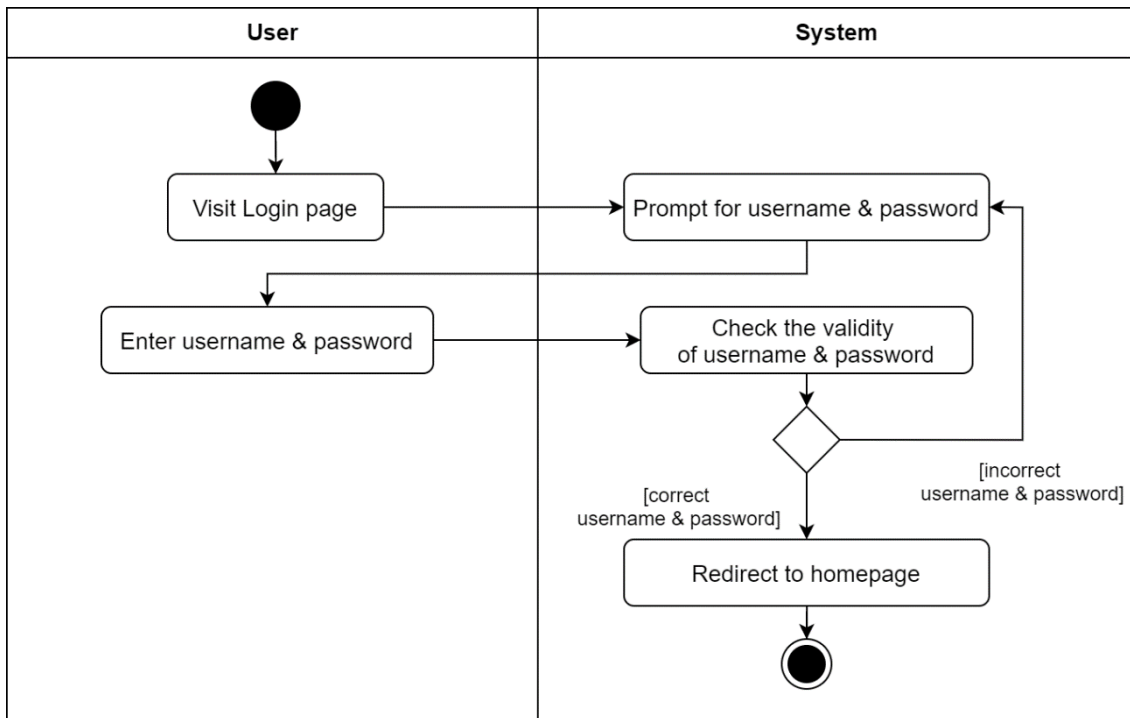 User
System
Visit Login page
Prompt for username & password
Enter username & password
Check the validity
of username & password
[incorrect
username & password]
[correct
username & password]
Redirect to homepage